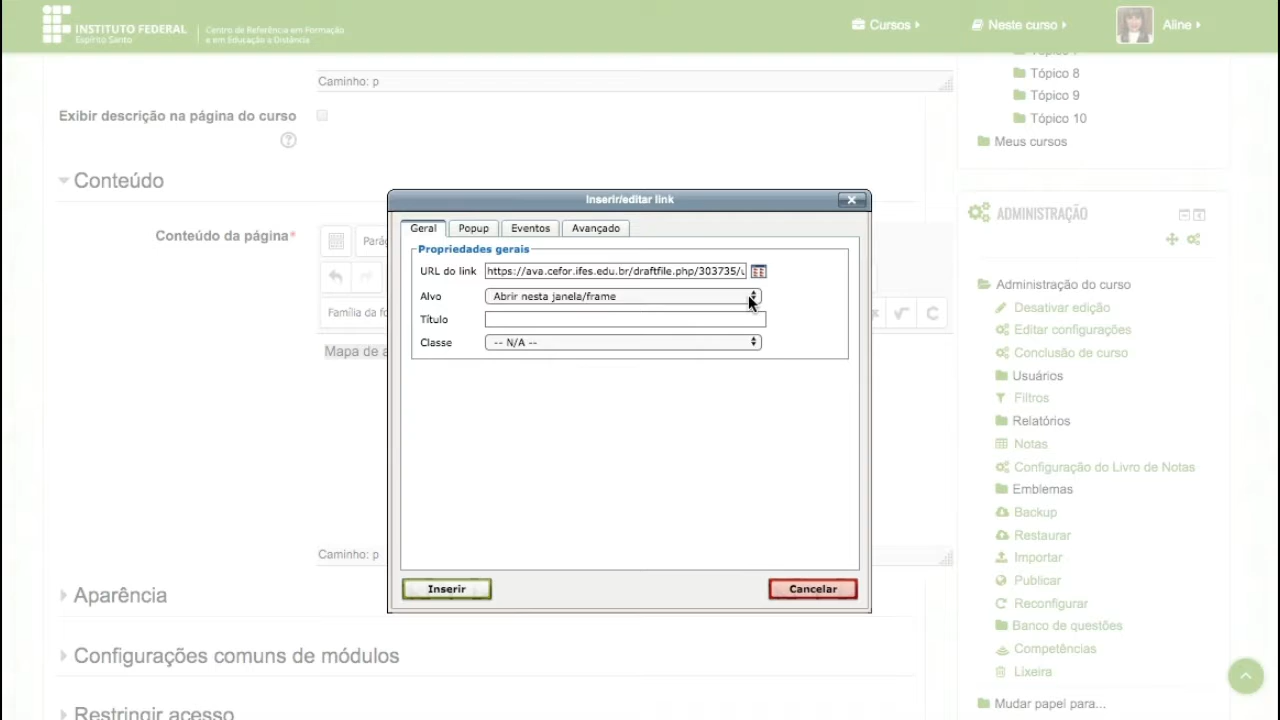 INSTITUTO FEDERAL
Espírito Santo
Centro de Referência em Formação
e em Educação a Distância
Cursos
Neste curso
Aline
Caminho: p
Exibir descrição na página do curso
Conteúdo
Conteúdo da página*
Família da
Mapa de
Caminho: p
Aparência
Configurações comuns de módulos
Restringir acesso
Inserir/editar link
Geral
Popup
Eventos
Avançado
Propriedades gerais
URL do link
https://ava.cefor.ifes.edu.br/draftfile.php/303735/
Alvo
Abrir nesta janela/frame
Título
Classe
-- N/A --
Inserir
Cancelar
Tópico 8
Tópico 9
Tópico 10
Meus cursos
ADMINISTRAÇÃO
Administração do curso
Desativar edição
Editar configurações
Conclusão de curso
Usuários
Filtros
Relatórios
Notas
Configuração do Livro de Notas
Emblemas
Backup
Restaurar
Importar
Publicar
Reconfigurar
Banco de questões
Competências
Lixeira
Mudar papel para...